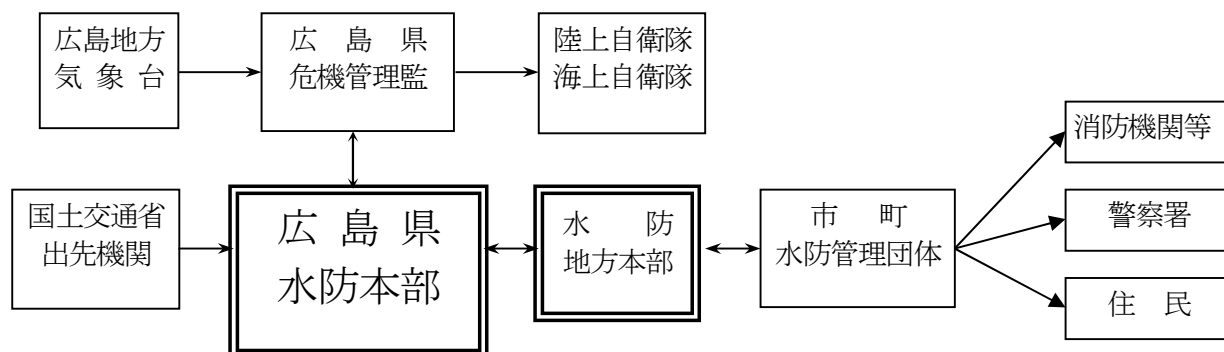 広島地方
気 象 台
広 島 県
危機管理監
陸上自衛隊
海上自衛隊
消防機関等
国土交通省
出先機関
広 島 県
水防本部
水 防
地方本部
市 町
水防管理団体
警察署
住 民